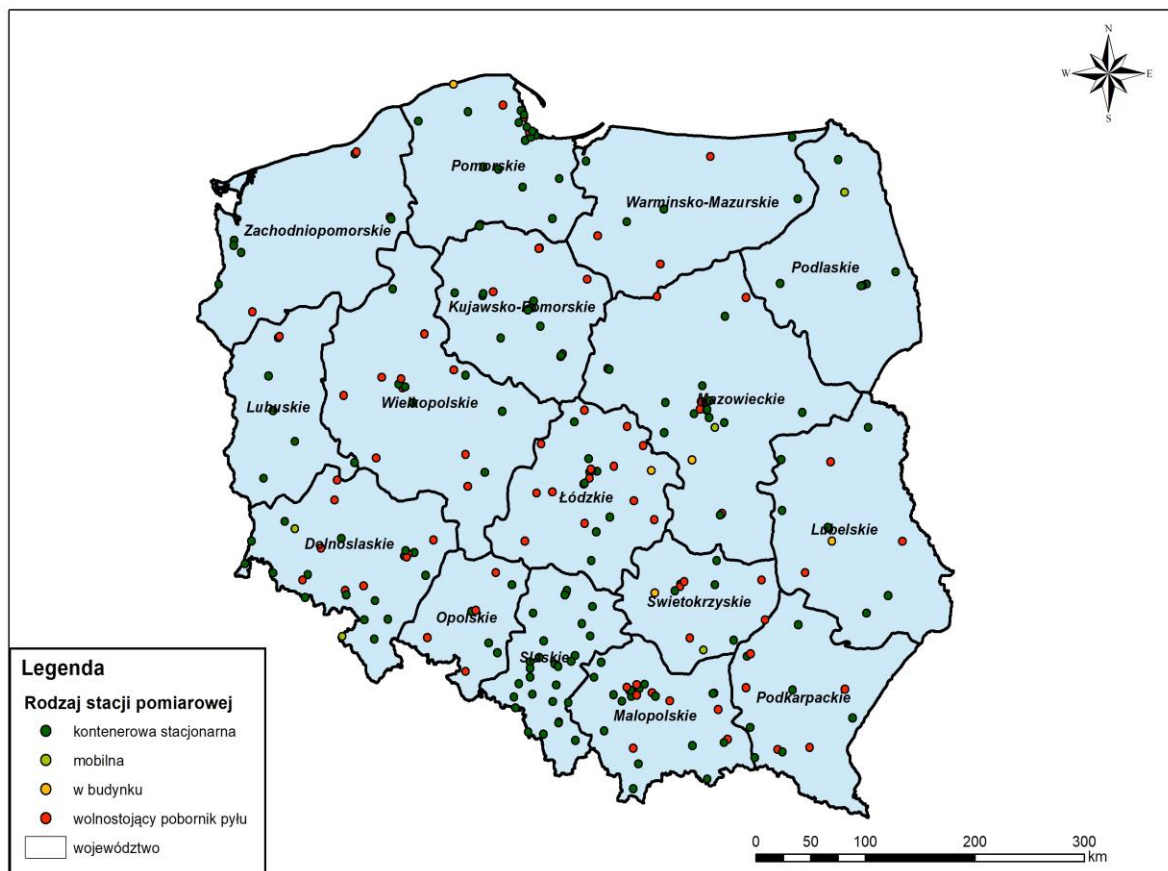 N
W E
S
Pomorskie
Warminsko-Mazurskie
Zachodniopomorskie
Podlaskie
Kujawsko-Pomorskie
Mazowieckie
Wielkopolskie
Lubuskie
Łódzkie
Lubelskie
Dolnoslaskie
Swietokrzyskie
Opolskie
Slaskie
Podkarpackie
Malopolskie
Legenda
Rodzaj stacji pomiarowej
kontenerowa stacjonarna
mobilna
w budynku
wolnostojący pobornik pyłu
województwo
0 50 100 200 300
km